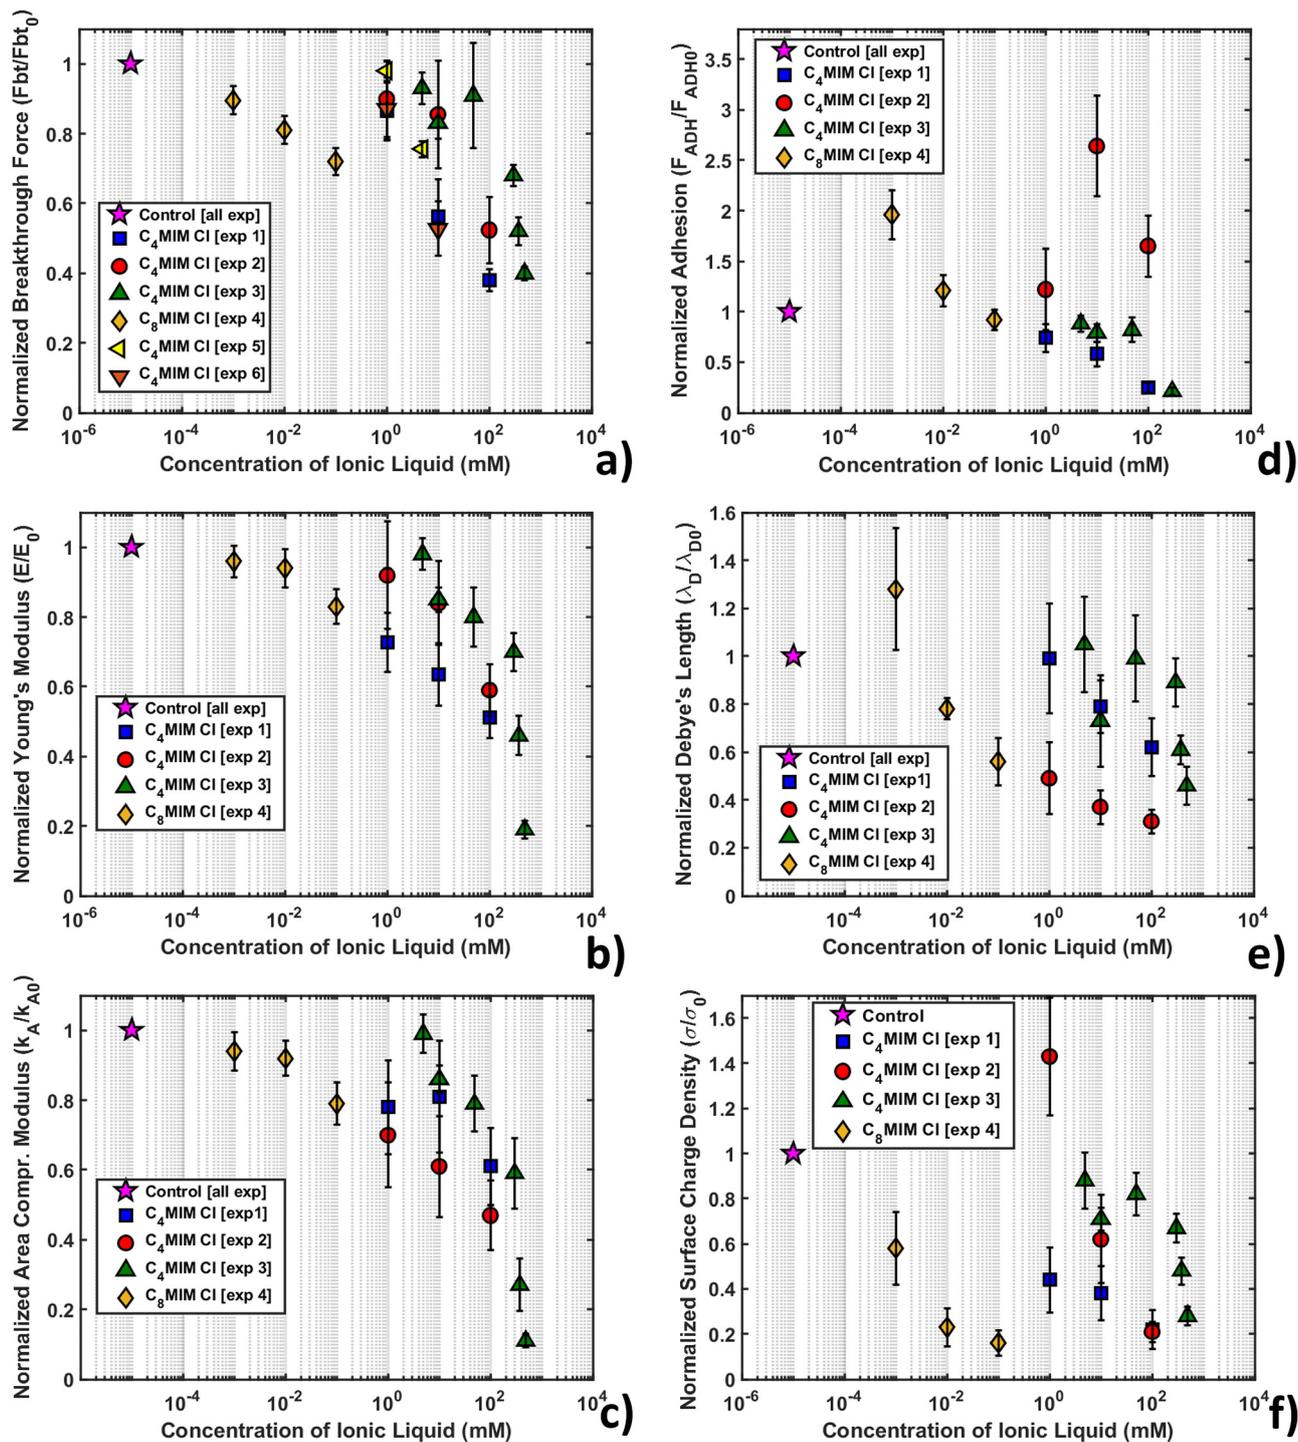 Normalized Breakthrough Force (Fbt/Fbt0)
1
0.8
0.6
0.4
0.2
0
Control [all exp]
C4MIM Cl [exp 1]
C4MIM Cl [exp 2]
C4MIM Cl [exp 3]
C8MIM Cl [exp 4]
C4MIM Cl [exp 5]
C4MIM Cl [exp 6]
10-6 10-4 10-2 100 102 104
Concentration of Ionic Liquid (mM)
a)
Normalized Adhesion (FADH/FADH0)
3.5
3
2.5
2
1.5
1
0.5
0
Control [all exp]
C4MIM Cl [exp 1]
C4MIM Cl [exp 2]
C4MIM Cl [exp 3]
C8MIM Cl [exp 4]
10-6 10-4 10-2 100 102 104
Concentration of Ionic Liquid (mM)
d)
Normalized Young's Modulus (E/E0)
1
0.8
0.6
0.4
0.2
0
Control [all exp]
C4MIM Cl [exp 1]
C4MIM Cl [exp 2]
C4MIM Cl [exp 3]
C8MIM Cl [exp 4]
10-6 10-4 10-2 100 102 104
Concentration of Ionic Liquid (mM)
b)
Normalized Debye's Length (λD/λD0)
1.6
1.4
1.2
1
0.8
0.6
0.4
0.2
0
Control [all exp]
C4MIM Cl [exp1]
C4MIM Cl [exp 2]
C4MIM Cl [exp 3]
C8MIM Cl [exp 4]
10-4 10-2 100 102 104
Concentration of Ionic Liquid (mM)
e)
Normalized Area Compr. Modulus (kA/kA0)
1
0.8
0.6
0.4
0.2
0
Control [all exp]
C4MIM Cl [exp1]
C4MIM Cl [exp 2]
C4MIM Cl [exp 3]
C8MIM Cl [exp 4]
10-6 10-4 10-2 100 102 104
Concentration of Ionic Liquid (mM)
c)
Normalized Surface Charge Density (σ/σ0)
1.6
1.4
1.2
1
0.8
0.6
0.4
0.2
0
Control
C4MIM Cl [exp 1]
C4MIM Cl [exp 2]
C4MIM Cl [exp 3]
C8MIM Cl [exp 4]
10-6 10-4 10-2 100 102 104
Concentration of Ionic Liquid (mM)
f)